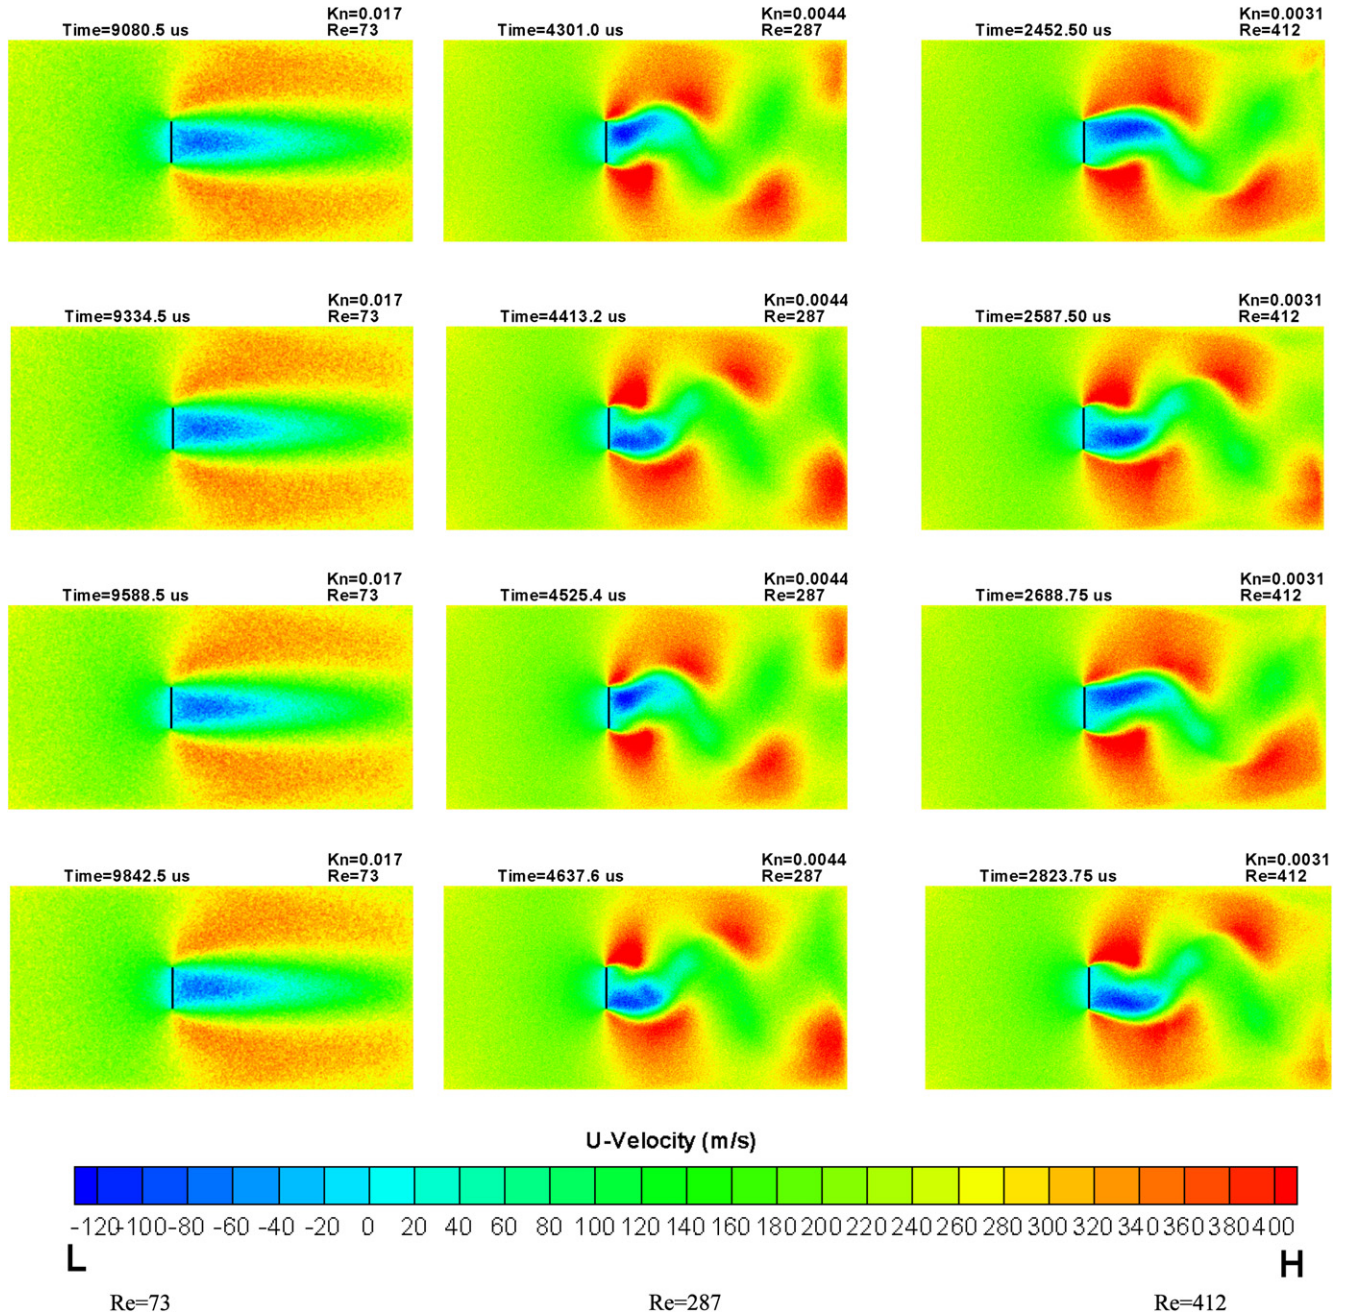 Kn=0.017 Kn=0.0044 Kn=0.0031
Time=9080.5 us Re=73 Time=4301.0 us Re=287 Time=2452.50 us Re=412
Kn=0.017 Kn=0.0044 Kn=0.0031
Time=9334.5 us Re=73 Time=4413.2 us Re=287 Time=2587.50 us Re=412
Kn=0.017 Kn=0.0044 Kn=0.0031
Time=9588.5 us Re=73 Time=4525.4 us Re=287 Time=2688.75 us Re=412
Kn=0.017 Kn=0.0044 Kn=0.0031
Time=9842.5 us Re=73 Time=4637.6 us Re=287 Time=2823.75 us Re=412
U-Velocity (m/s)
-120 -100 -80 -60 -40 -20 0 20 40 60 80 100 120 140 160 180 200 220 240 260 280 300 320 340 360 380 400
L H
Re=73 Re=287 Re=412